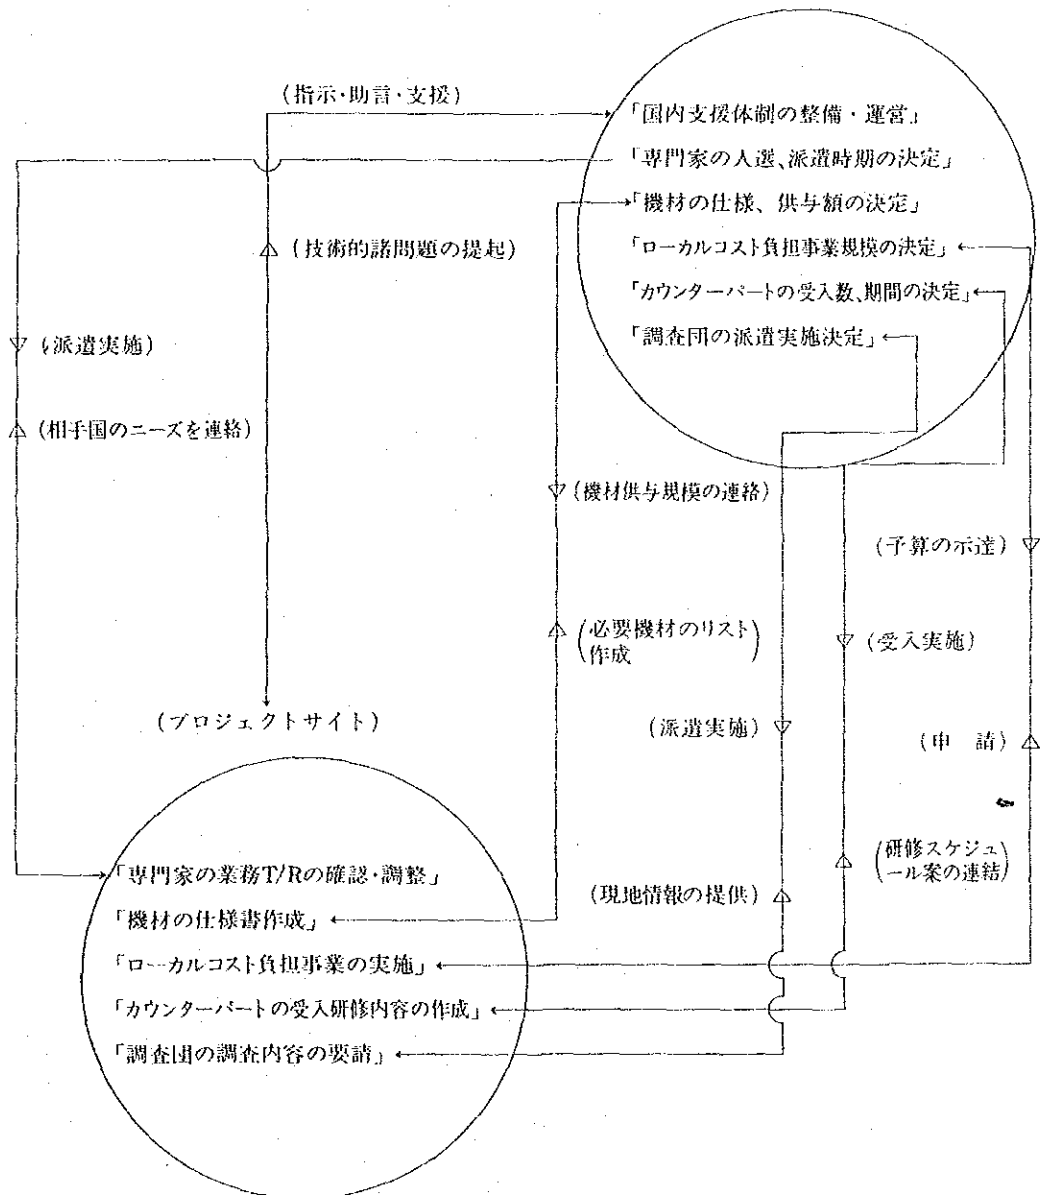 (指示・助言・支援)
「国内支援体制の整備・運営」
「専門家の人選、派遣時期の決定」
「機材の仕様、供与額の決定」
(技術的諸問題の提起)
「ローカルコスト負担事業規模の決定」
「カウンターパートの受入数、期間の決定」
「調査団の派遣実施決定」
(派遣実施)
(相手国のニーズを連絡)
(機材供与規模の連絡)
(予算の示達)
(必要機材のリスト
作成)
(受入実施)
(プロジェクトサイト)
(派遣実施)
(申 請)
(研修スケジュ
ール案の連結)
「専門家の業務T/Rの確認・調整」
(現地情報の提供)
「機材の仕様書作成」
「ローカルコスト負担事業の実施」
「カウンターパートの受入研修内容の作成」
「調査団の調査内容の要請」